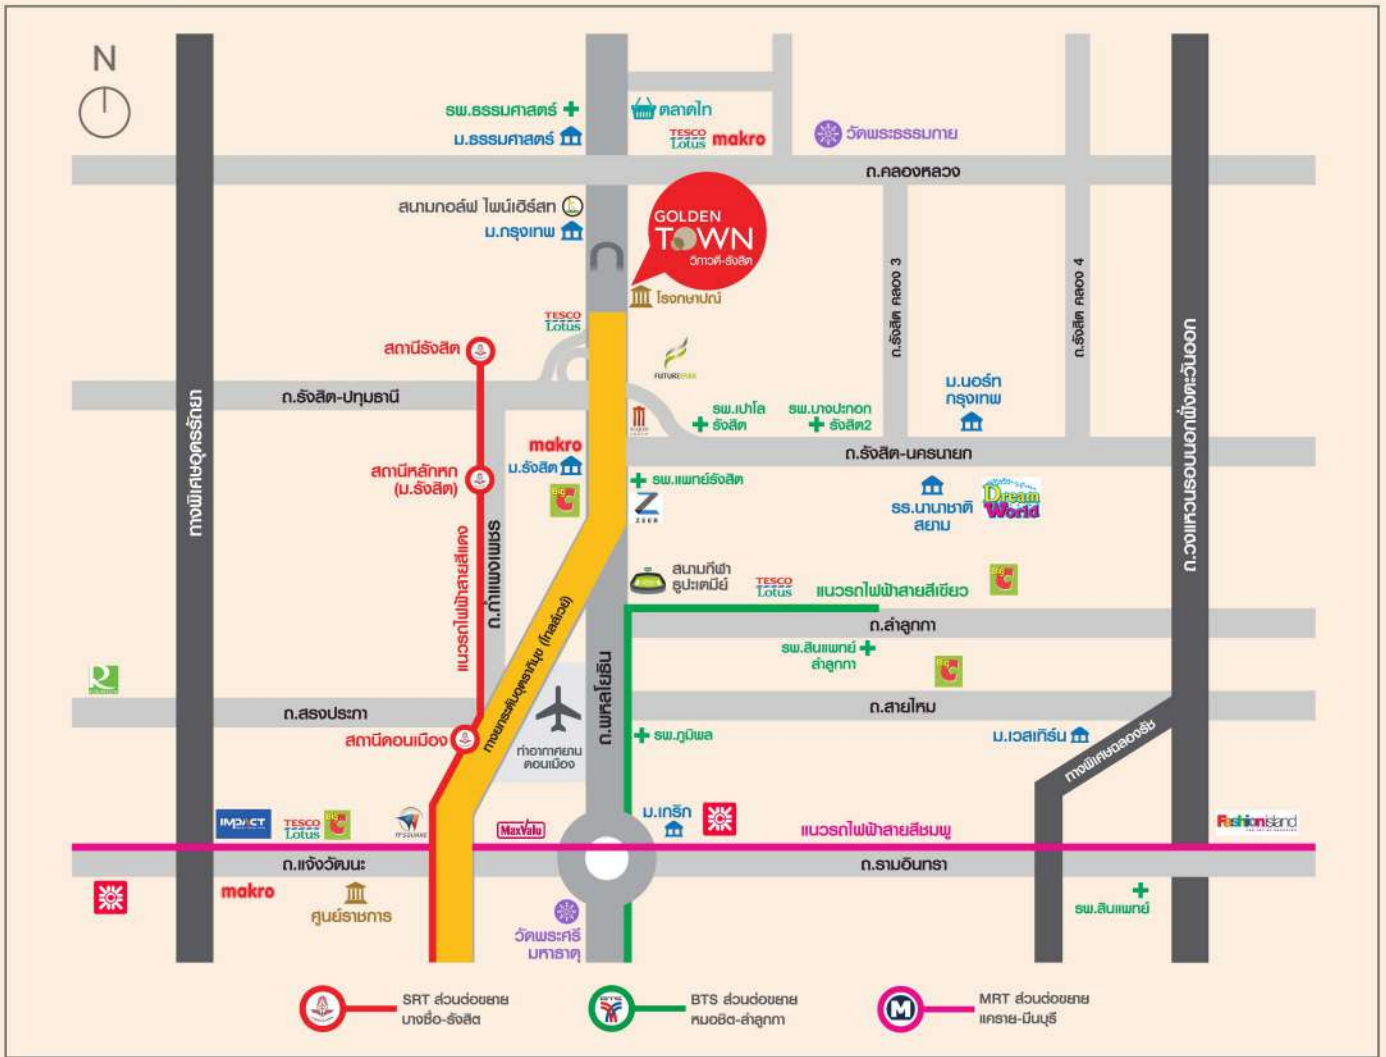 N
รพ.ธรรมศาสตร์
ตลาดไท
ม.ธรรมศาสตร์
TESCO
Lotus
makro
วัดพระธรรมกาย
ถ.คลองหลวง
สนามกอล์ฟ ไพน์เฮิร์สท
ม.กรุงเทพ
GOLDEN
TOWN
วิภาวดี-รังสิต
โรงกษาปณ์
ถ.รังสิต คลอง 3
ถ.รังสิต คลอง 4
ทางพิเศษอุดรรัถยา
ถ.วงแหวนรอบนอกฝั่งตะวันออก
TESCO
Lotus
สถานีรังสิต
FUTUREPARK
ถ.รังสิต-ปทุมธานี
ม.นอร์ท
กรุงเทพ
รพ.เปาโล
รังสิต
รพ.บางปะกอก
รังสิต2
makro
ม.รังสิต
ถ.รังสิต-นครนายก
สถานีหลักหก
(ม.รังสิต)
รพ.แพทย์รังสิต
Big C
ZEER
รร.นานาชาติ
สยาม
Dream
World
แนวรถไฟฟ้าสายสีแดง
ถ.กำแพงเพชร
สนามกีฬา
ธูปะเตมีย์
TESCO
Lotus
แนวรถไฟฟ้าสายสีเขียว
Big C
ทางยกระดับอุตราภิมุข (โทลล์เวย์)
ถ.พหลโยธิน
ถ.ลำลูกกา
รพ.สินแพทย์
ลำลูกกา
Big C
R
ถ.สรงประภา
ถ.สายไหม
สถานีดอนเมือง
ท่าอากาศยาน
ดอนเมือง
รพ.ภูมิพล
ม.เวสเทิร์น
ทางพิเศษฉลองรัช
IMPACT
TESCO
Lotus
Big C
IT SQUARE
MaxValu
ม.เกริก
แนวรถไฟฟ้าสายสีชมพู
Fashion Island
ถ.แจ้งวัฒนะ
ถ.รามอินทรา
makro
ศูนย์ราชการ
วัดพระศรี
มหาธาตุ
รพ.สินแพทย์
SRT ส่วนต่อขยาย
บางซื่อ-รังสิต
BTS
BTS ส่วนต่อขยาย
หมอชิต-ลำลูกกา
M
MRT ส่วนต่อขยาย
แคราย-มีนบุรี